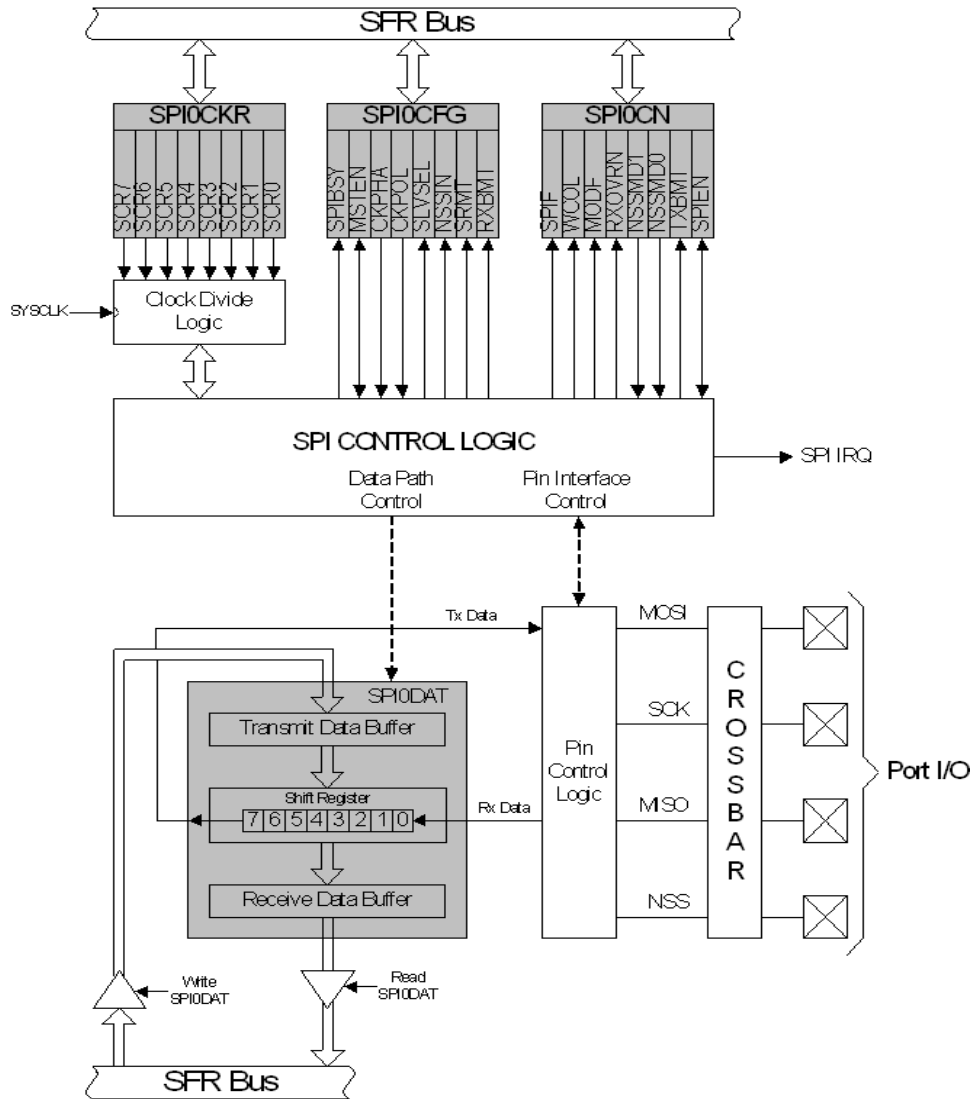 SFR Bus
SPI0CKR
SCR7
SCR6
SCR5
SCR4
SCR3
SCR2
SCR1
SCR0
SPI0CFG
SPIBSY
MSTEN
CKPHA
CKPOL
SLVSEL
NSSIN
SRMT
RXBMT
SPI0CN
SPIF
WCOL
MODF
RXOVRN
NSSMD1
NSSMD0
TXBMT
SPIEN
SYSCLK
Clock Divide
Logic
SPI CONTROL LOGIC
Data Path
Control
Pin Interface
Control
SPI IRQ
Tx Data
SPI0DAT
Transmit Data Buffer
Shift Register
7 6 5 4 3 2 1 0
Rx Data
Receive Data Buffer
Pin
Control
Logic
MOSI
SCK
MISO
NSS
CROSSBAR
Port I/O
Write
SPI0DAT
Read
SPI0DAT
SFR Bus